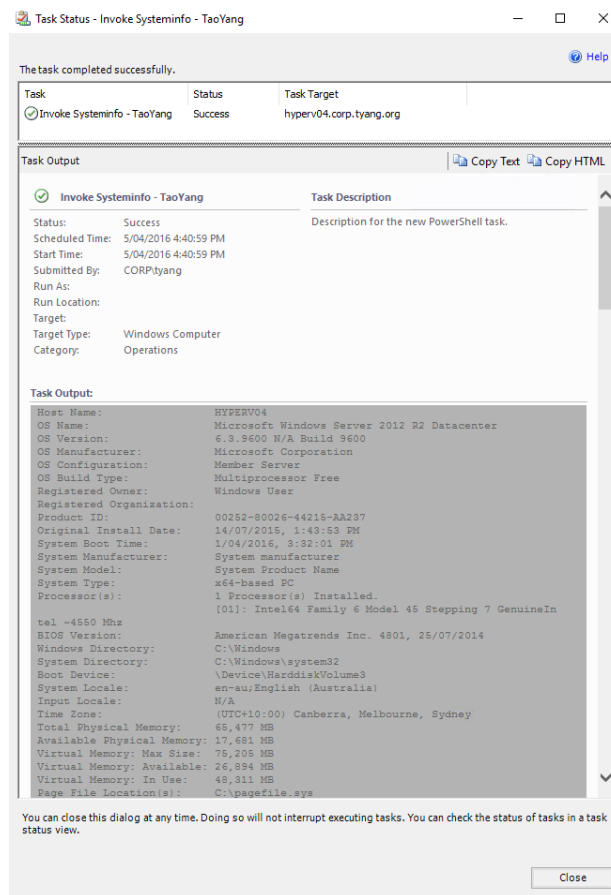 Task Status - Invoke Systeminfo - TaoYang
Help
The task completed successfully.
Task Status Task Target
Invoke Systeminfo - TaoYang Success hyperv04.corp.tyang.org
Task Output Copy Text Copy HTML
Invoke Systeminfo - TaoYang Task Description
Status: Success Description for the new PowerShell task.
Scheduled Time: 5/04/2016 4:40:59 PM
Start Time: 5/04/2016 4:40:59 PM
Submitted By: CORP\tyang
Run As:
Run Location:
Target:
Target Type: Windows Computer
Category: Operations
Task Output:
Host Name: HYPERV04
OS Name: Microsoft Windows Server 2012 R2 Datacenter
OS Version: 6.3.9600 N/A Build 9600
OS Manufacturer: Microsoft Corporation
OS Configuration: Member Server
OS Build Type: Multiprocessor Free
Registered Owner: Windows User
Registered Organization:
Product ID: 00252-80026-44215-AA237
Original Install Date: 14/07/2015, 1:43:53 PM
System Boot Time: 1/04/2016, 3:32:01 PM
System Manufacturer: System manufacturer
System Model: System Product Name
System Type: x64-based PC
Processor(s): 1 Processor(s) Installed.
[01]: Intel64 Family 6 Model 45 Stepping 7 GenuineIn
tel ~4550 Mhz
BIOS Version: American Megatrends Inc. 4801, 25/07/2014
Windows Directory: C:\Windows
System Directory: C:\Windows\system32
Boot Device: \Device\HarddiskVolume3
System Locale: en-au;English (Australia)
Input Locale: N/A
Time Zone: (UTC+10:00) Canberra, Melbourne, Sydney
Total Physical Memory: 65,477 MB
Available Physical Memory: 17,681 MB
Virtual Memory: Max Size: 75,205 MB
Virtual Memory: Available: 26,894 MB
Virtual Memory: In Use: 48,311 MB
Page File Location(s): C:\pagefile.sys
You can close this dialog at any time. Doing so will not interrupt executing tasks. You can check the status of tasks in a task
status view.
Close